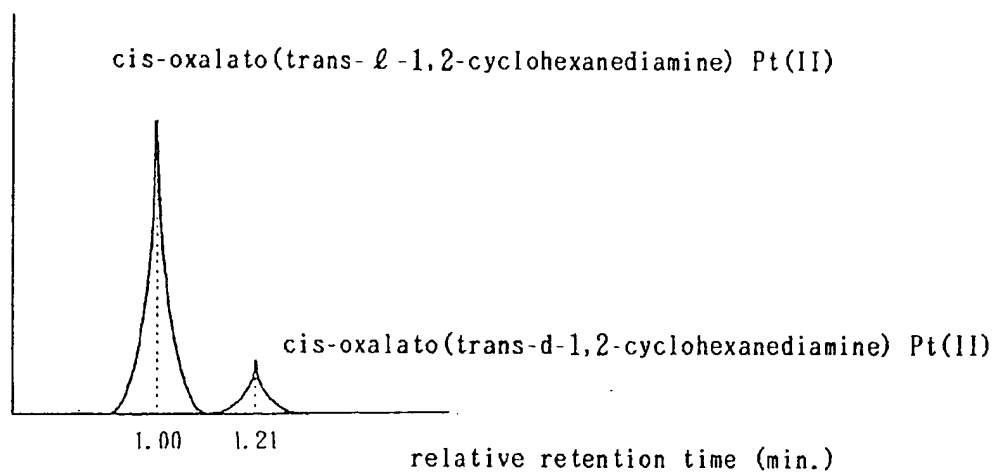 cis-oxalato(trans-ℓ-1,2-cyclohexanediamine) Pt(II)
cis-oxalato(trans-d-1,2-cyclohexanediamine) Pt(II)
1.00 1.21
relative retention time (min.)